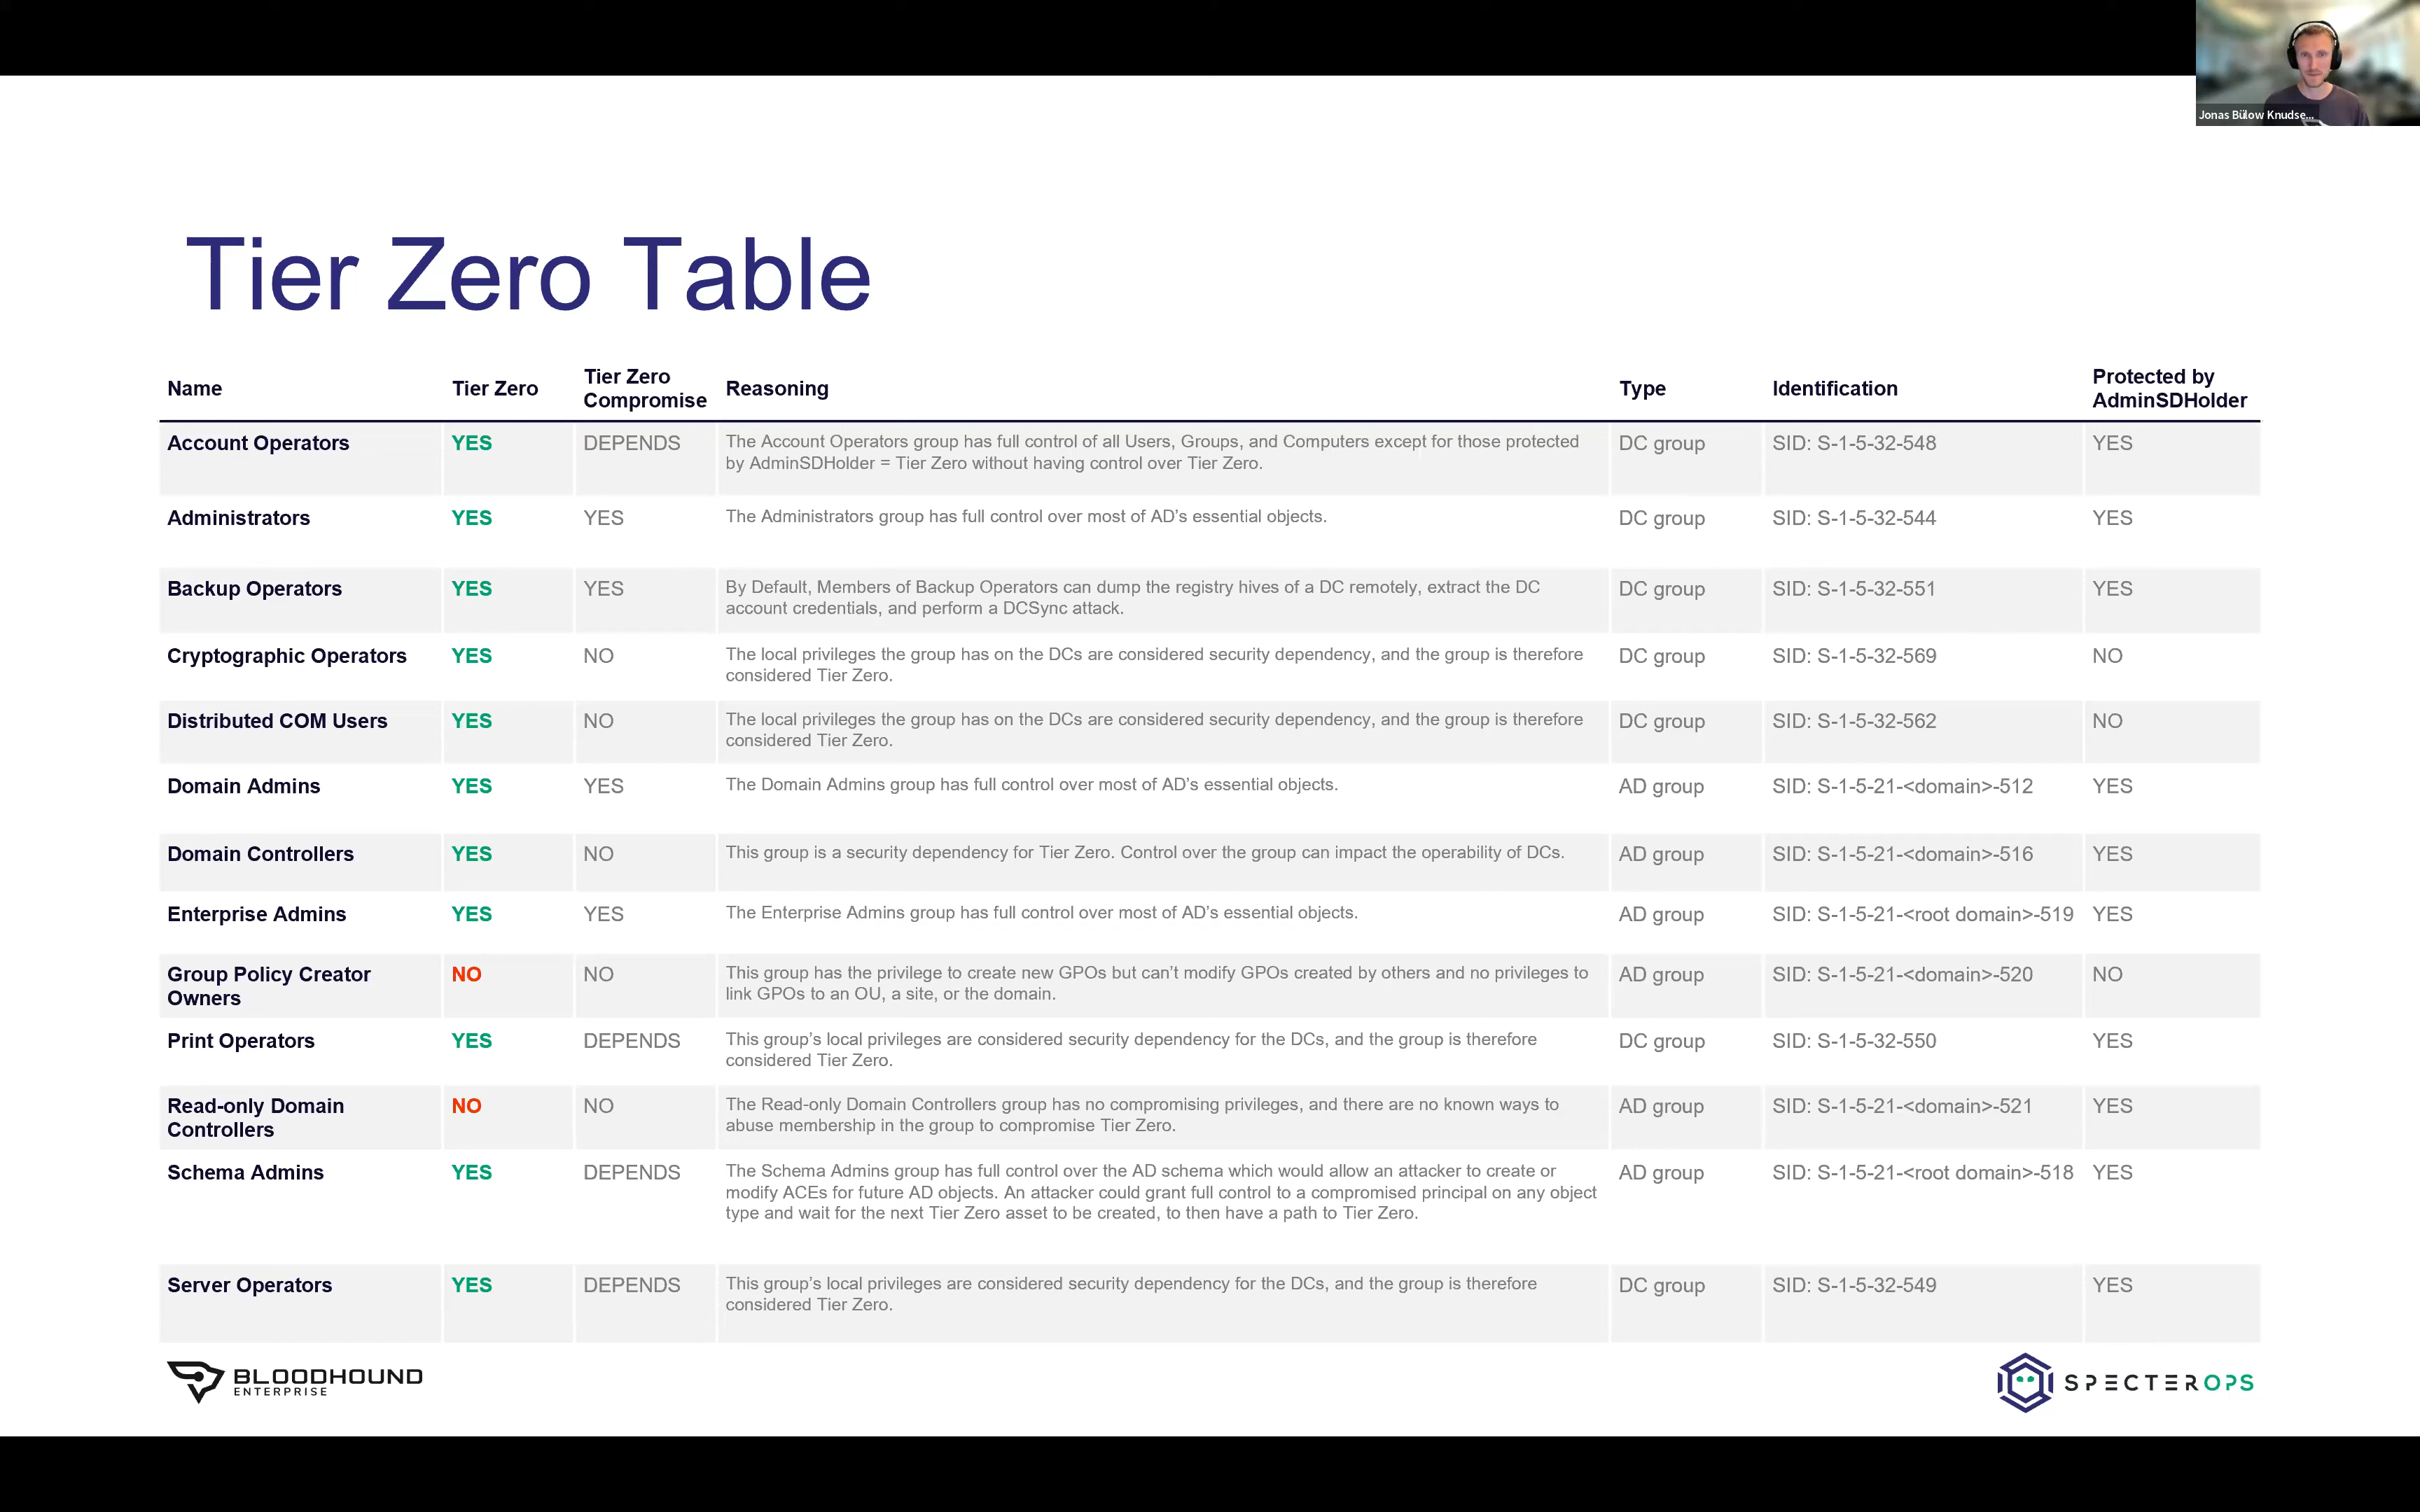 Jonas Bülow Knudse...
Tier Zero Table
Name Tier Zero Tier Zero Compromise Reasoning Type Identification Protected by AdminSDHolder
Account Operators YES DEPENDS The Account Operators group has full control of all Users, Groups, and Computers except for those protected
by AdminSDHolder = Tier Zero without having control over Tier Zero. DC group SID: S-1-5-32-548 YES
Administrators YES YES The Administrators group has full control over most of AD’s essential objects. DC group SID: S-1-5-32-544 YES
Backup Operators YES YES By Default, Members of Backup Operators can dump the registry hives of a DC remotely, extract the DC
account credentials, and perform a DCSync attack. DC group SID: S-1-5-32-551 YES
Cryptographic Operators YES NO The local privileges the group has on the DCs are considered security dependency, and the group is therefore
considered Tier Zero. DC group SID: S-1-5-32-569 NO
Distributed COM Users YES NO The local privileges the group has on the DCs are considered security dependency, and the group is therefore
considered Tier Zero. DC group SID: S-1-5-32-562 NO
Domain Admins YES YES The Domain Admins group has full control over most of AD’s essential objects. AD group SID: S-1-5-21-<domain>-512 YES
Domain Controllers YES NO This group is a security dependency for Tier Zero. Control over the group can impact the operability of DCs. AD group SID: S-1-5-21-<domain>-516 YES
Enterprise Admins YES YES The Enterprise Admins group has full control over most of AD’s essential objects. AD group SID: S-1-5-21-<root domain>-519 YES
Group Policy Creator
Owners NO NO This group has the privilege to create new GPOs but can’t modify GPOs created by others and no privileges to
link GPOs to an OU, a site, or the domain. AD group SID: S-1-5-21-<domain>-520 NO
Print Operators YES DEPENDS This group’s local privileges are considered security dependency for the DCs, and the group is therefore
considered Tier Zero. DC group SID: S-1-5-32-550 YES
Read-only Domain
Controllers NO NO The Read-only Domain Controllers group has no compromising privileges, and there are no known ways to
abuse membership in the group to compromise Tier Zero. AD group SID: S-1-5-21-<domain>-521 YES
Schema Admins YES DEPENDS The Schema Admins group has full control over the AD schema which would allow an attacker to create or
modify ACEs for future AD objects. An attacker could grant full control to a compromised principal on any object
type and wait for the next Tier Zero asset to be created, to then have a path to Tier Zero. AD group SID: S-1-5-21-<root domain>-518 YES
Server Operators YES DEPENDS This group’s local privileges are considered security dependency for the DCs, and the group is therefore
considered Tier Zero. DC group SID: S-1-5-32-549 YES
BLOODHOUND
ENTERPRISE
SPECTEROPS